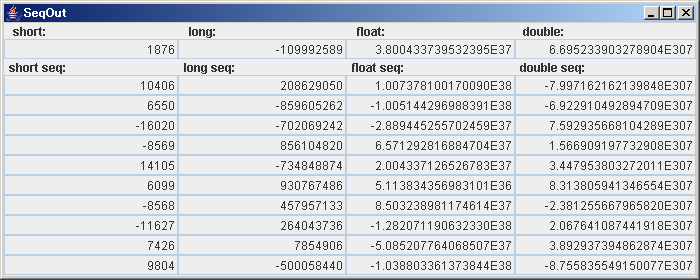 SeqOut
short: long: float: double:
1876 -109992589 3.800433739532395E37 6.695233903278904E307
short seq: long seq: float seq: double seq:
10406 208629050 1.007378100170090E38 -7.997162162139848E307
6550 -859605262 -1.005144296988391E38 -6.922910492894709E307
-16020 -702069242 -2.889445255702459E37 7.592935668104289E307
-8569 856104820 6.571292816884704E37 1.566909197732908E307
14105 -734848874 2.004337126526783E37 3.447953803272011E307
6099 930767486 5.113834356983101E36 8.313805941346554E307
-8568 457957133 8.503238981174614E37 -2.381255667965820E307
-11627 264043736 -1.282071190632330E38 2.067641087441918E307
7426 7854906 -5.085207764068507E37 3.892937394862874E307
9804 -500058440 -1.038803361373844E38 -8.755835549150077E307